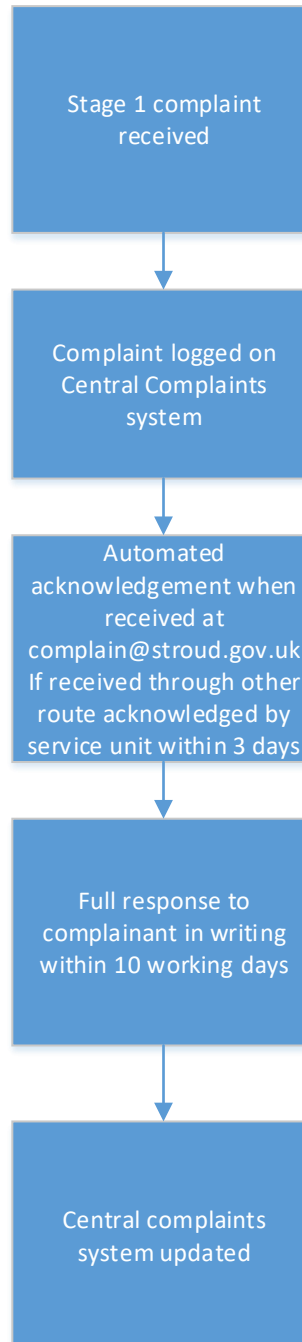 Stage 1 complaint
received
Complaint logged on
Central Complaints
system
Automated
acknowledgement when
received at
complain@stroud.gov.uk
If received through other
route acknowledged by
service unit within 3 days
Full response to
complainant in writing
within 10 working days
Central complaints
system updated